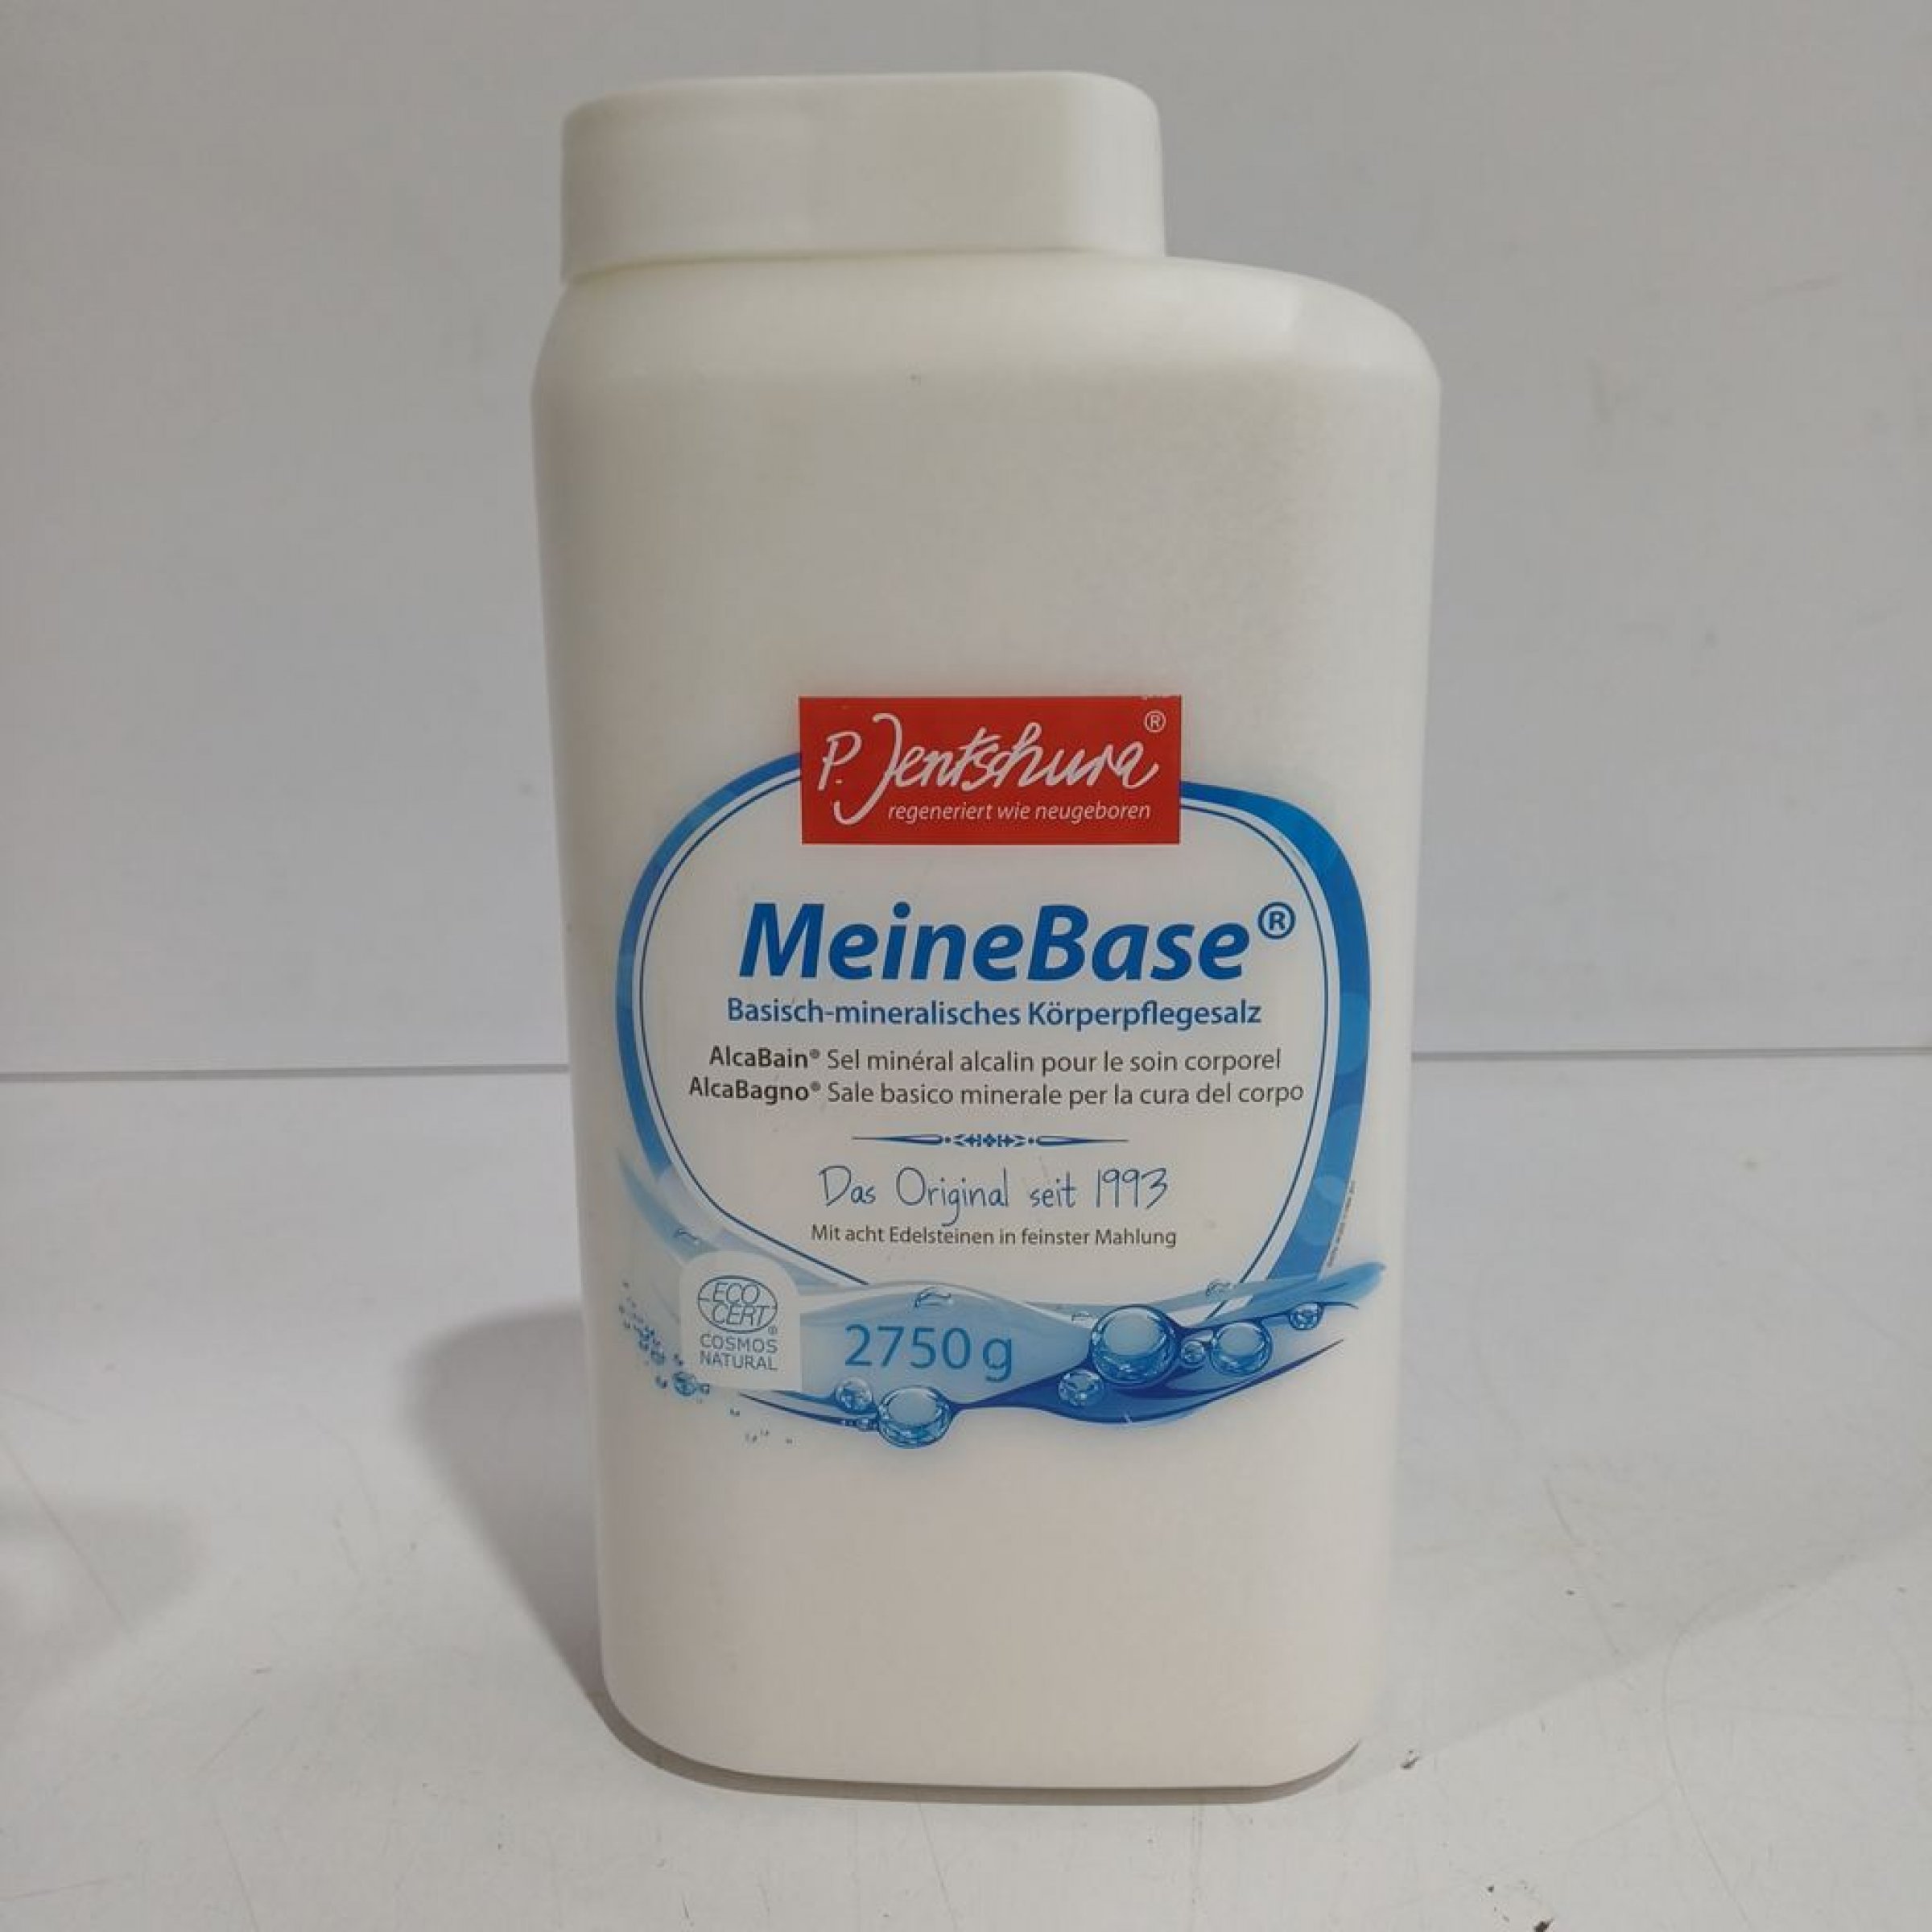 P. Jentschura®
regeneriert wie neugeboren
MeineBase®
Basisch-mineralisches Körperpflegesalz
AlcaBain® Sel minéral alcalin pour le soin corporel
AlcaBagno® Sale basico minerale per la cura del corpo
Das Original seit 1993
Mit acht Edelsteinen in feinster Mahlung
ECO
CERT®
COSMOS
NATURAL
2750 g